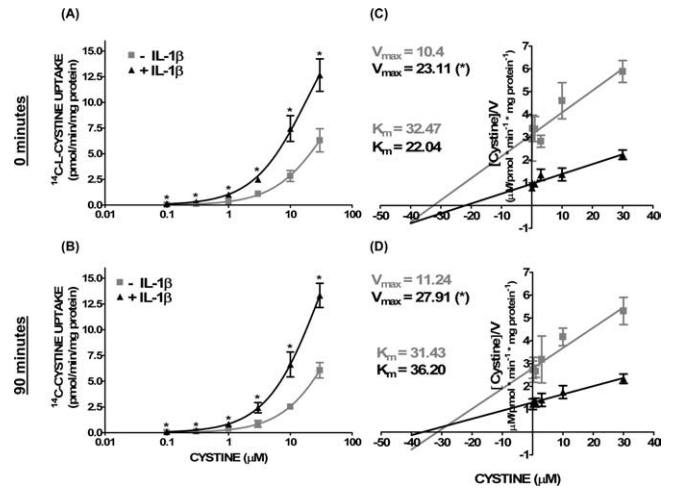 (A)
0 minutes
¹⁴C-L-CYSTINE UPTAKE
(pmol/min/mg protein)
15.0
12.5
10.0
7.5
5.0
2.5
0.0
- IL-1β
+ IL-1β
* * * * * *
0.01 0.1 1 10 100
(C)
Vmax = 10.4
Vmax = 23.11 (*)
Km = 32.47
Km = 22.04
[Cystine]/V
(μM/pmol * min⁻¹ * mg protein⁻¹)
7
6
5
4
3
2
1
-1
-50 -40 -30 -20 -10 0 10 20 30 40
(B)
90 minutes
¹⁴C-CYSTINE UPTAKE
(pmol/min/mg protein)
15.0
12.5
10.0
7.5
5.0
2.5
0.0
- IL-1β
+ IL-1β
* * * * * *
0.01 0.1 1 10 100
CYSTINE (μM)
(D)
Vmax = 11.24
Vmax = 27.91 (*)
Km = 31.43
Km = 36.20
[Cystine]/V
μM/pmol * min⁻¹ * mg protein⁻¹)
7
6
5
4
3
2
1
-1
-50 -40 -30 -20 -10 0 10 20 30 40
CYSTINE (μM)